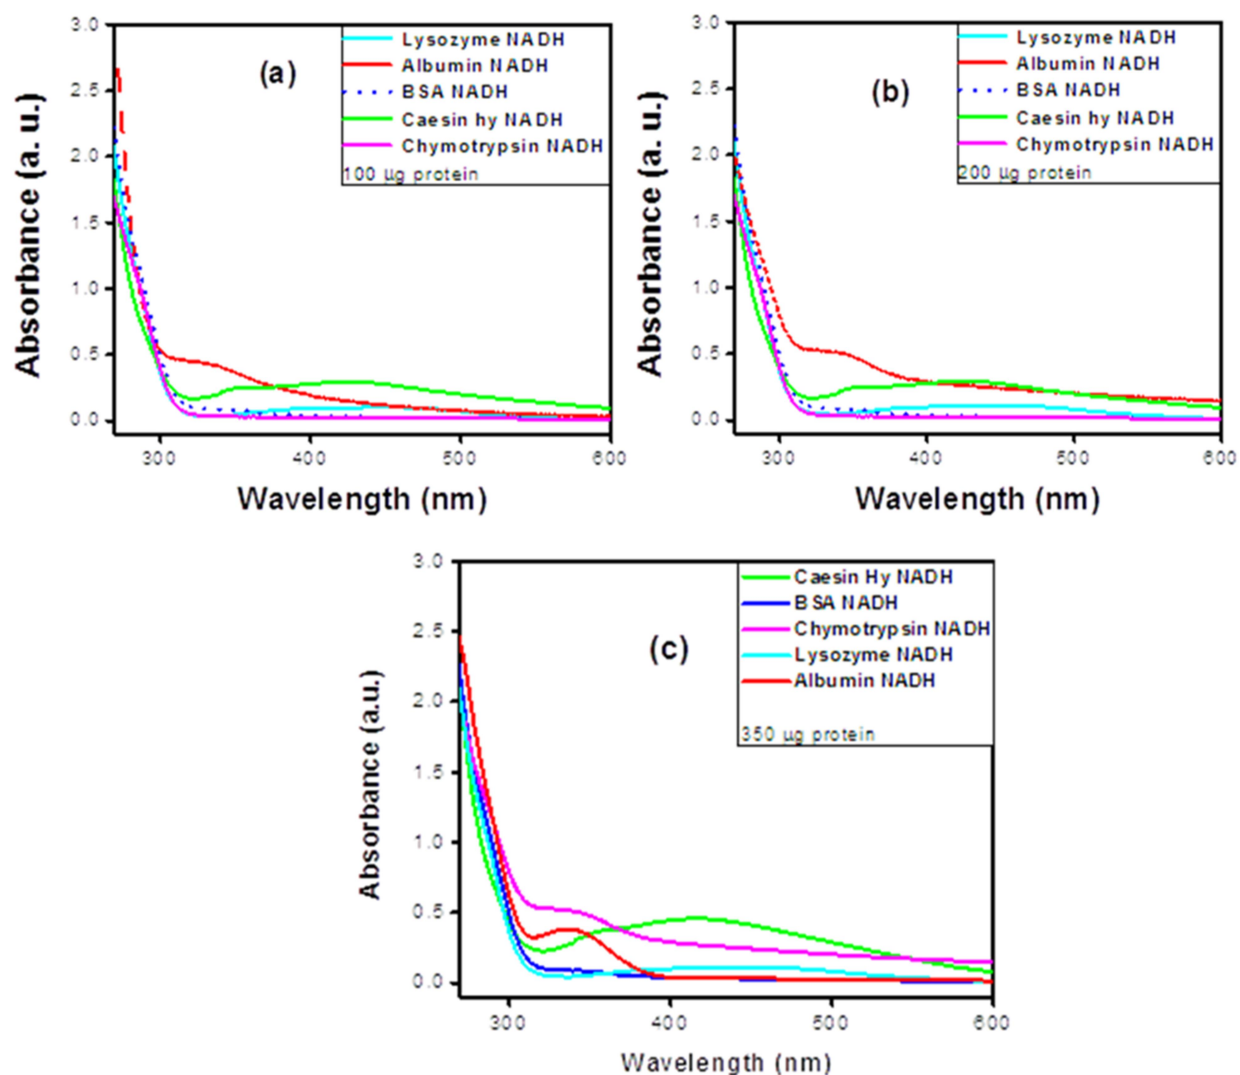 3.0
2.5
2.0
1.5
1.0
0.5
0.0
Absorbance (a. u.)
(a)
Lysozyme NADH
Albumin NADH
BSA NADH
Caesin hy NADH
Chymotrypsin NADH
100 µg protein
300 400 500 600
Wavelength (nm)
3.0
2.5
2.0
1.5
1.0
0.5
0.0
Absorbance (a. u.)
(b)
Lysozyme NADH
Albumin NADH
BSA NADH
Caesin hy NADH
Chymotrypsin NADH
200 µg protein
300 400 500 600
Wavelength (nm)
3.0
2.5
2.0
1.5
1.0
0.5
0.0
Absorbance (a.u.)
(c)
Caesin Hy NADH
BSA NADH
Chymotrypsin NADH
Lysozyme NADH
Albumin NADH
350 µg protein
300 400 500 600
Wavelength (nm)